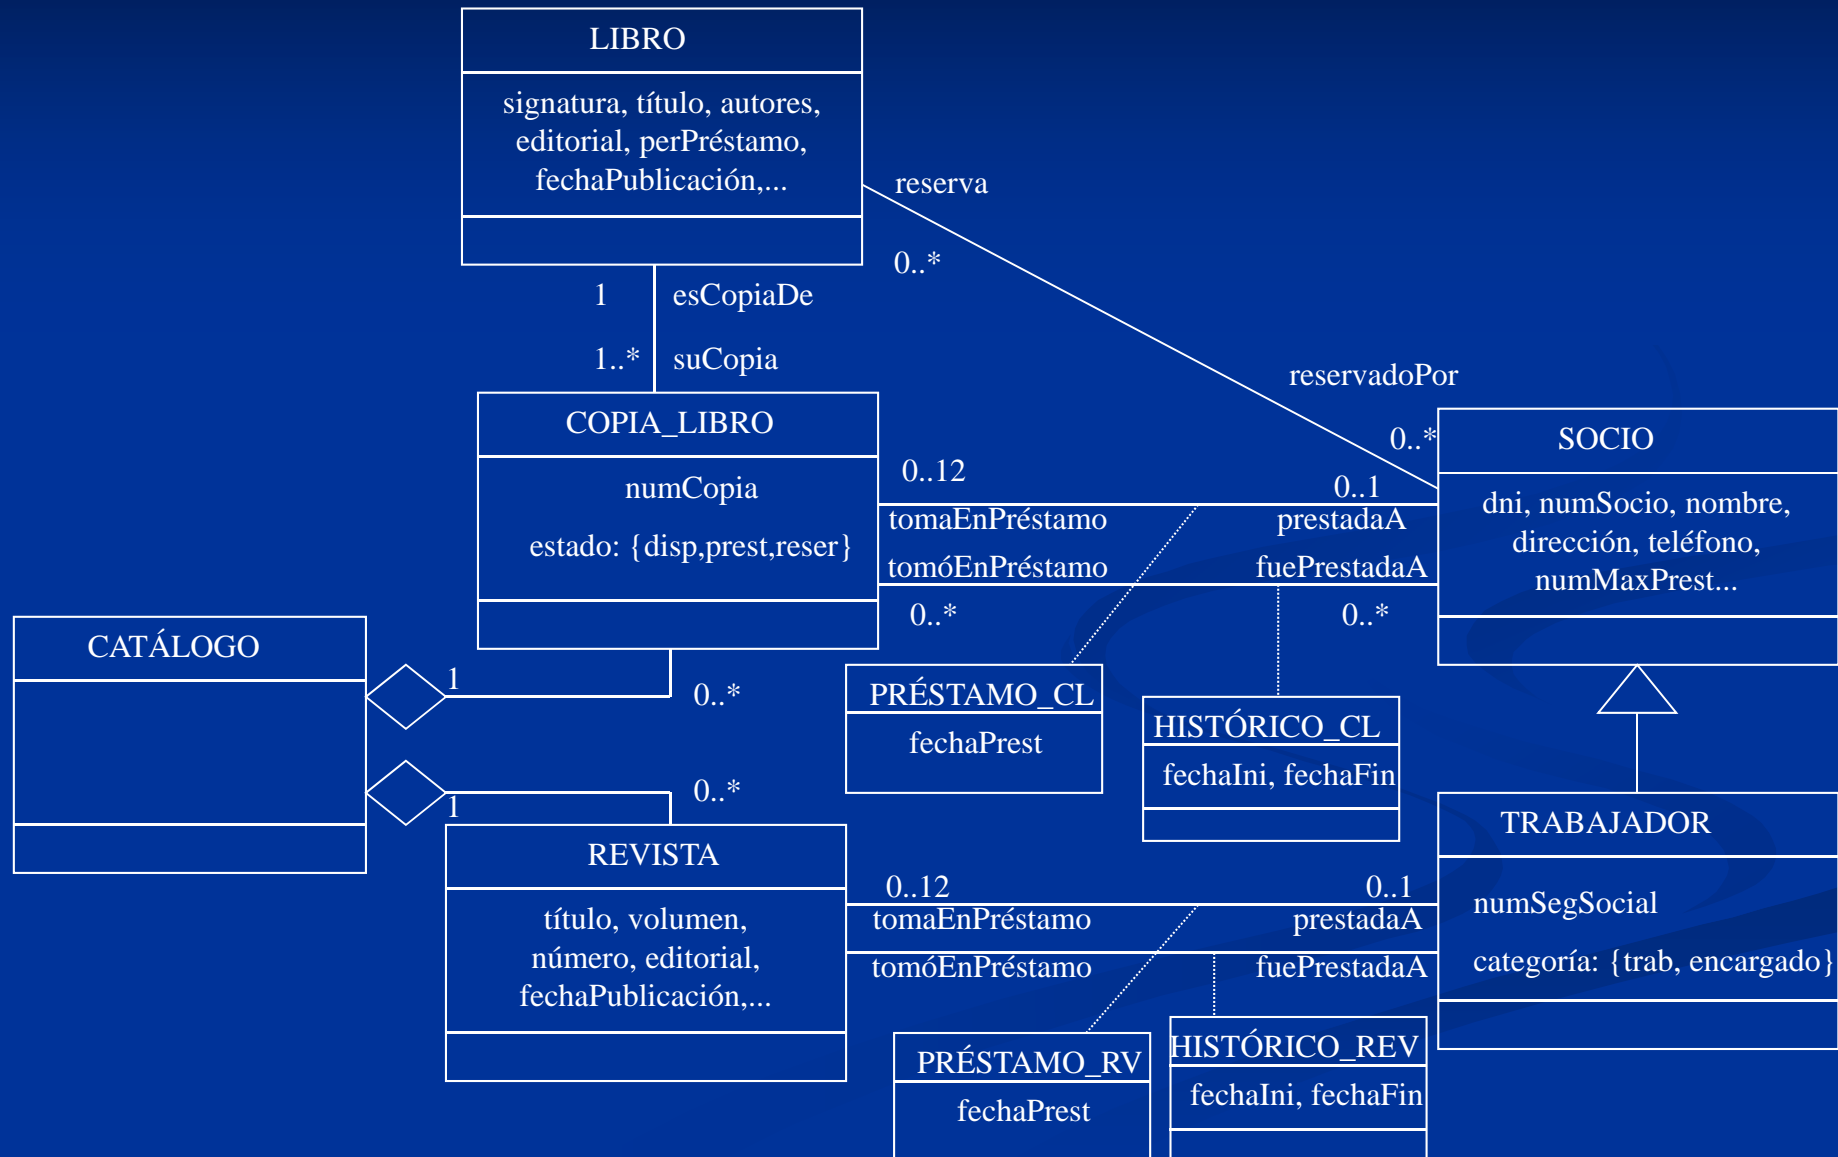 LIBRO
signatura, título, autores,
editorial, perPréstamo,
fechaPublicación,...
reserva
0..*
1
esCopiaDe
1..*
suCopia
reservadoPor
0..*
COPIA_LIBRO
numCopia
estado: {disp,prest,reser}
0..12
0..1
tomaEnPréstamo
prestadaA
tomóEnPréstamo
fuePrestadaA
0..*
0..*
SOCIO
dni, numSocio, nombre,
dirección, teléfono,
numMaxPrest...
CATÁLOGO
1
0..*
1
0..*
PRÉSTAMO_CL
fechaPrest
HISTÓRICO_CL
fechaIni, fechaFin
REVISTA
título, volumen,
número, editorial,
fechaPublicación,...
0..12
0..1
tomaEnPréstamo
prestadaA
tomóEnPréstamo
fuePrestadaA
TRABAJADOR
numSegSocial
categoría: {trab, encargado}
PRÉSTAMO_RV
fechaPrest
HISTÓRICO_REV
fechaIni, fechaFin